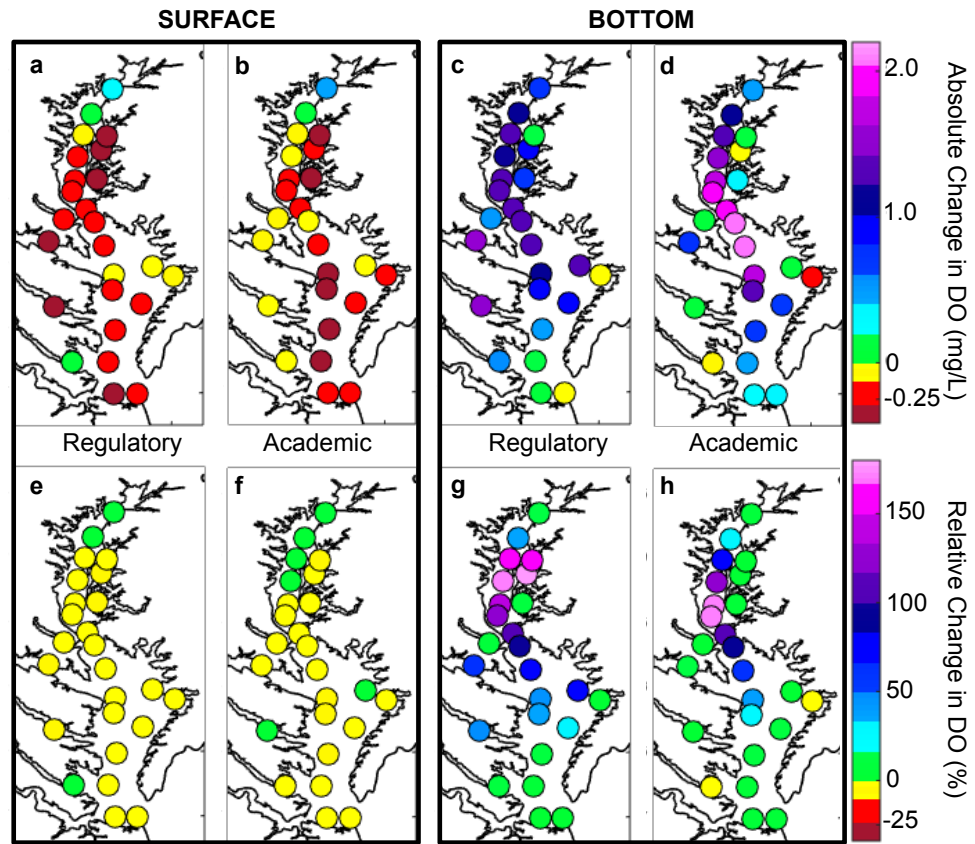 SURFACE
BOTTOM
a
b
c
d
2.0
1.0
0
-0.25
Absolute Change in DO (mg/L)
Regulatory
Academic
Regulatory
Academic
e
f
g
h
150
100
50
0
-25
Relative Change in DO (%)